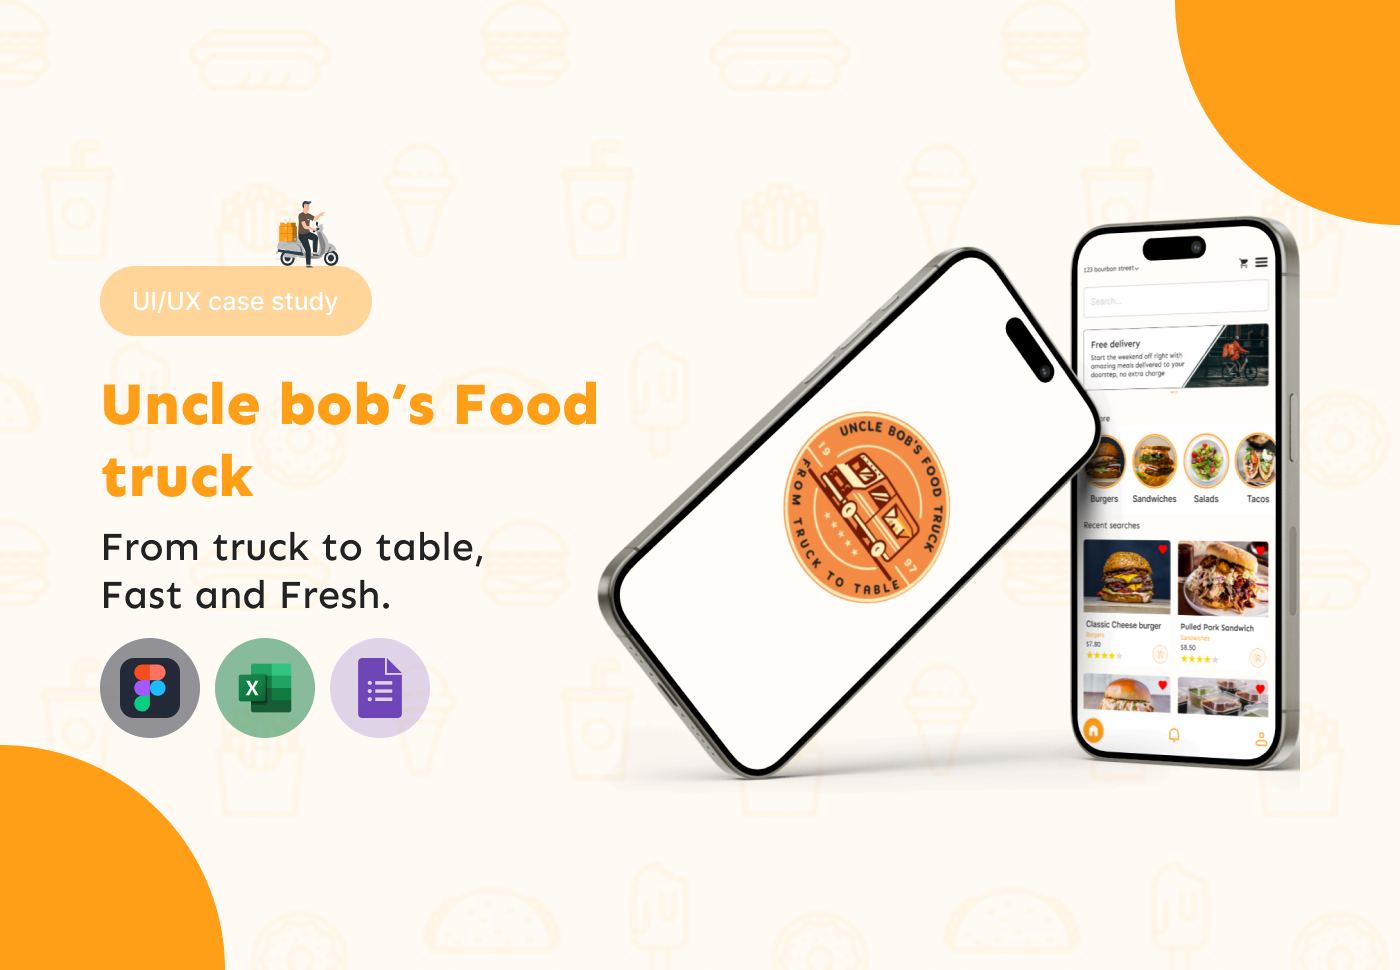 UI/UX case study
Uncle bob’s Food
truck
From truck to table,
Fast and Fresh.
X
UNCLE BOB'S FOOD TRUCK
19
97
FROM TRUCK TO TABLE
123 bourbon street
Search...
Free delivery
Start the weekend off right with
amazing meals delivered to your
doorstep, no extra charge
Burgers Sandwiches Salads Tacos
Recent searches
Classic Cheese burger
Burgers
$7.80
Pulled Pork Sandwich
Sandwiches
$8.50